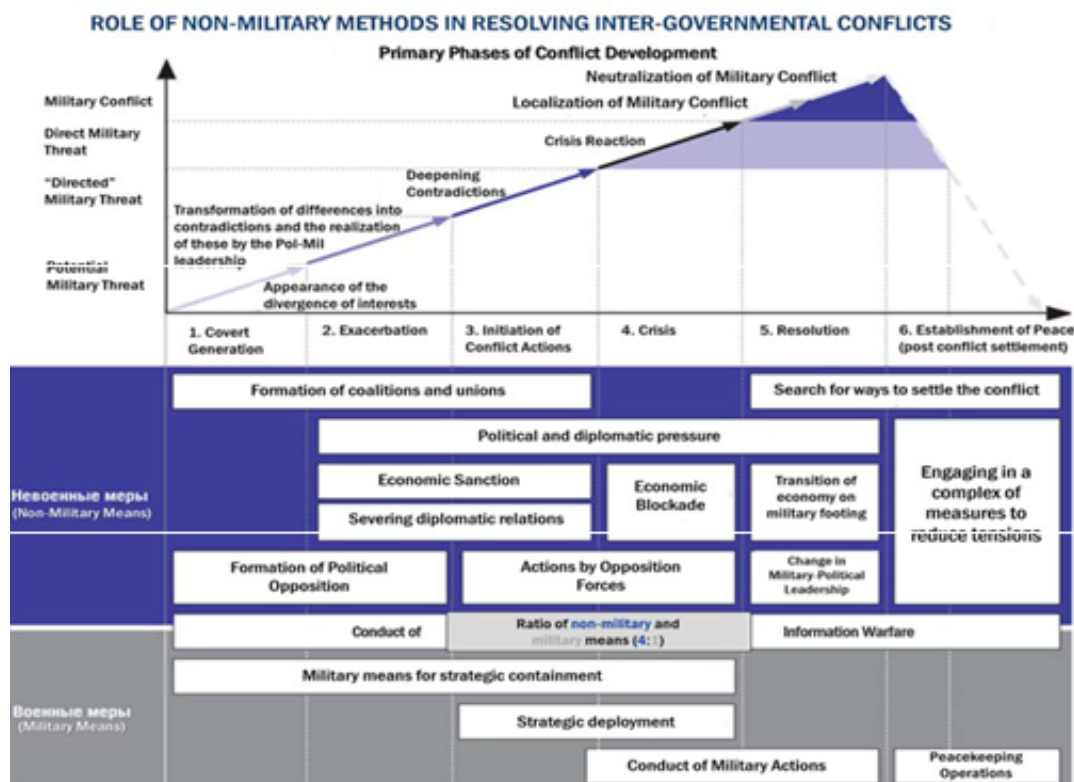 ROLE OF NON-MILITARY METHODS IN RESOLVING INTER-GOVERNMENTAL CONFLICTS
Primary Phases of Conflict Development
Neutralization of Military Conflict
Military Conflict
Localization of Military Conflict
Direct Military
Threat
Crisis Reaction
"Directed" Military
Military Threat
Deepening
Contradictions
Transformation of differences into
contradictions and the realization
of these by the Pol-Mil
leadership
Potential
Military Threat
Appearance of the
divergence of interests
1. Covert
Generation
2. Exacerbation
3. Initiation of
Conflict Actions
4. Crisis
5. Resolution
6. Establishment of Peace
(post conflict settlement)
Formation of coalitions and unions
Search for ways to settle the conflict
Political and diplomatic pressure
Невоенные меры
(Non-Military Means)
Economic Sanction
Severing diplomatic relations
Economic
Blockade
Transition of
economy on
military footing
Engaging in a
complex of
measures to
reduce tensions
Formation of Political
Opposition
Actions by Opposition
Forces
Change in
Military-Political
Leadership
Conduct of
Ratio of non-military and
military means (4:1)
Information Warfare
Военные меры
(Military Means)
Military means for strategic containment
Strategic deployment
Conduct of Military Actions
Peacekeeping
Operations